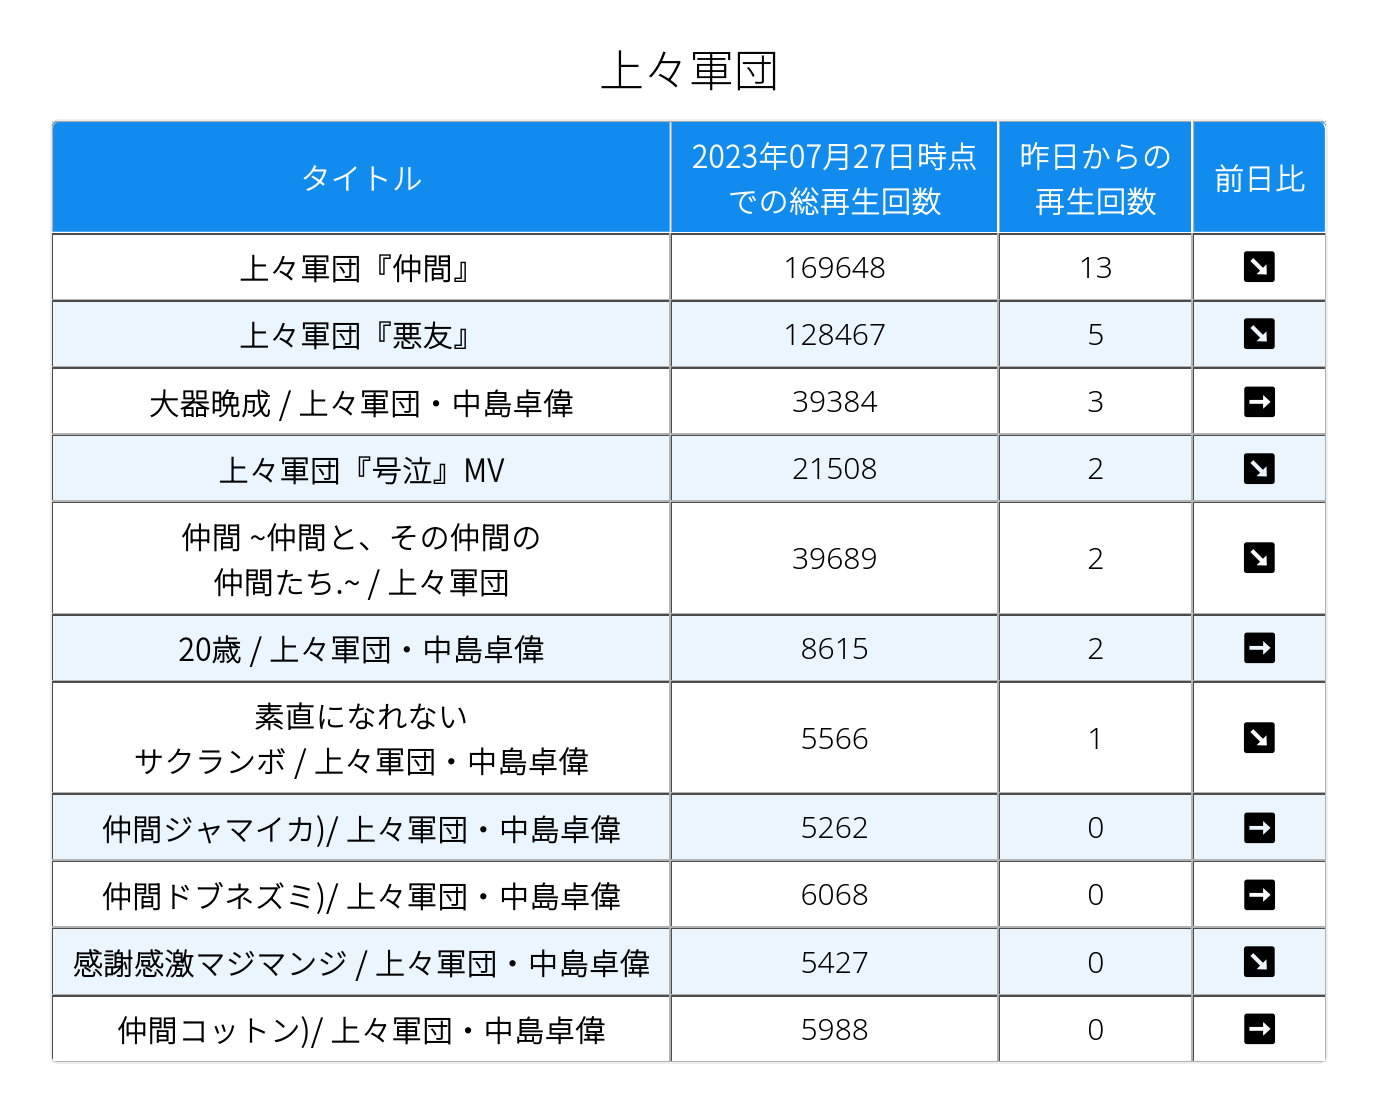 上々軍団
タイトル
2023年07月27日時点
での総再生回数
昨日からの
再生回数
前日比
上々軍団『仲間』 169648 13 ↘
上々軍団『悪友』 128467 5 ↘
大器晩成 / 上々軍団・中島卓偉 39384 3 →
上々軍団『号泣』MV 21508 2 ↘
仲間 ~仲間と、その仲間の
仲間たち.~ / 上々軍団 39689 2 ↘
20歳 / 上々軍団・中島卓偉 8615 2 →
素直になれない
サクランボ / 上々軍団・中島卓偉 5566 1 ↘
仲間ジャマイカ)/ 上々軍団・中島卓偉 5262 0 →
仲間ドブネズミ)/ 上々軍団・中島卓偉 6068 0 →
感謝感激マジマンジ / 上々軍団・中島卓偉 5427 0 ↘
仲間コットン)/ 上々軍団・中島卓偉 5988 0 →